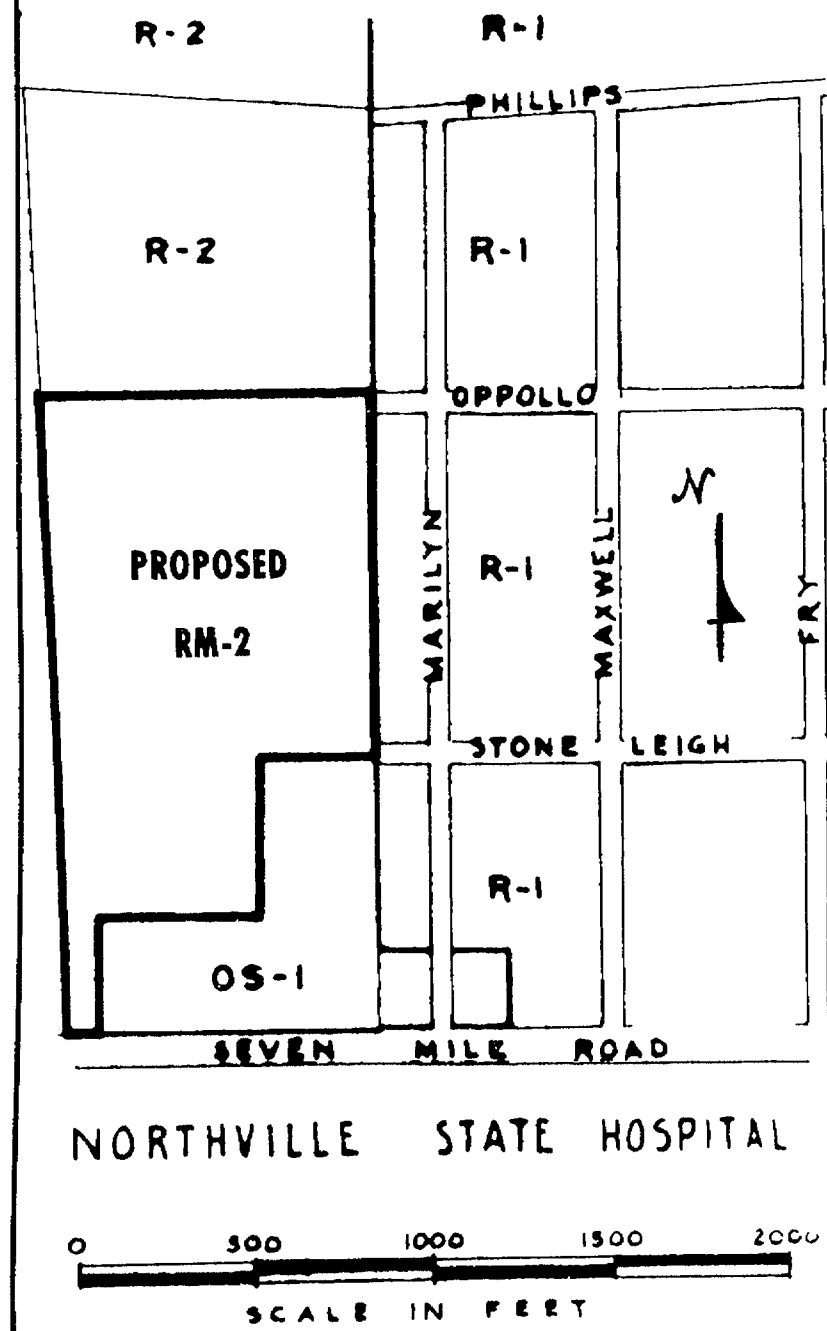 R-2 R-1
PHILLIPS
R-2 R-1
OPPOLLO
N
PROPOSED
RM-2
MARILYN
R-1
MAXWELL
FRY
STONE LEIGH
R-1
OS-1
SEVEN MILE ROAD
NORTHVILLE STATE HOSPITAL
0 500 1000 1500 2000
SCALE IN FEET